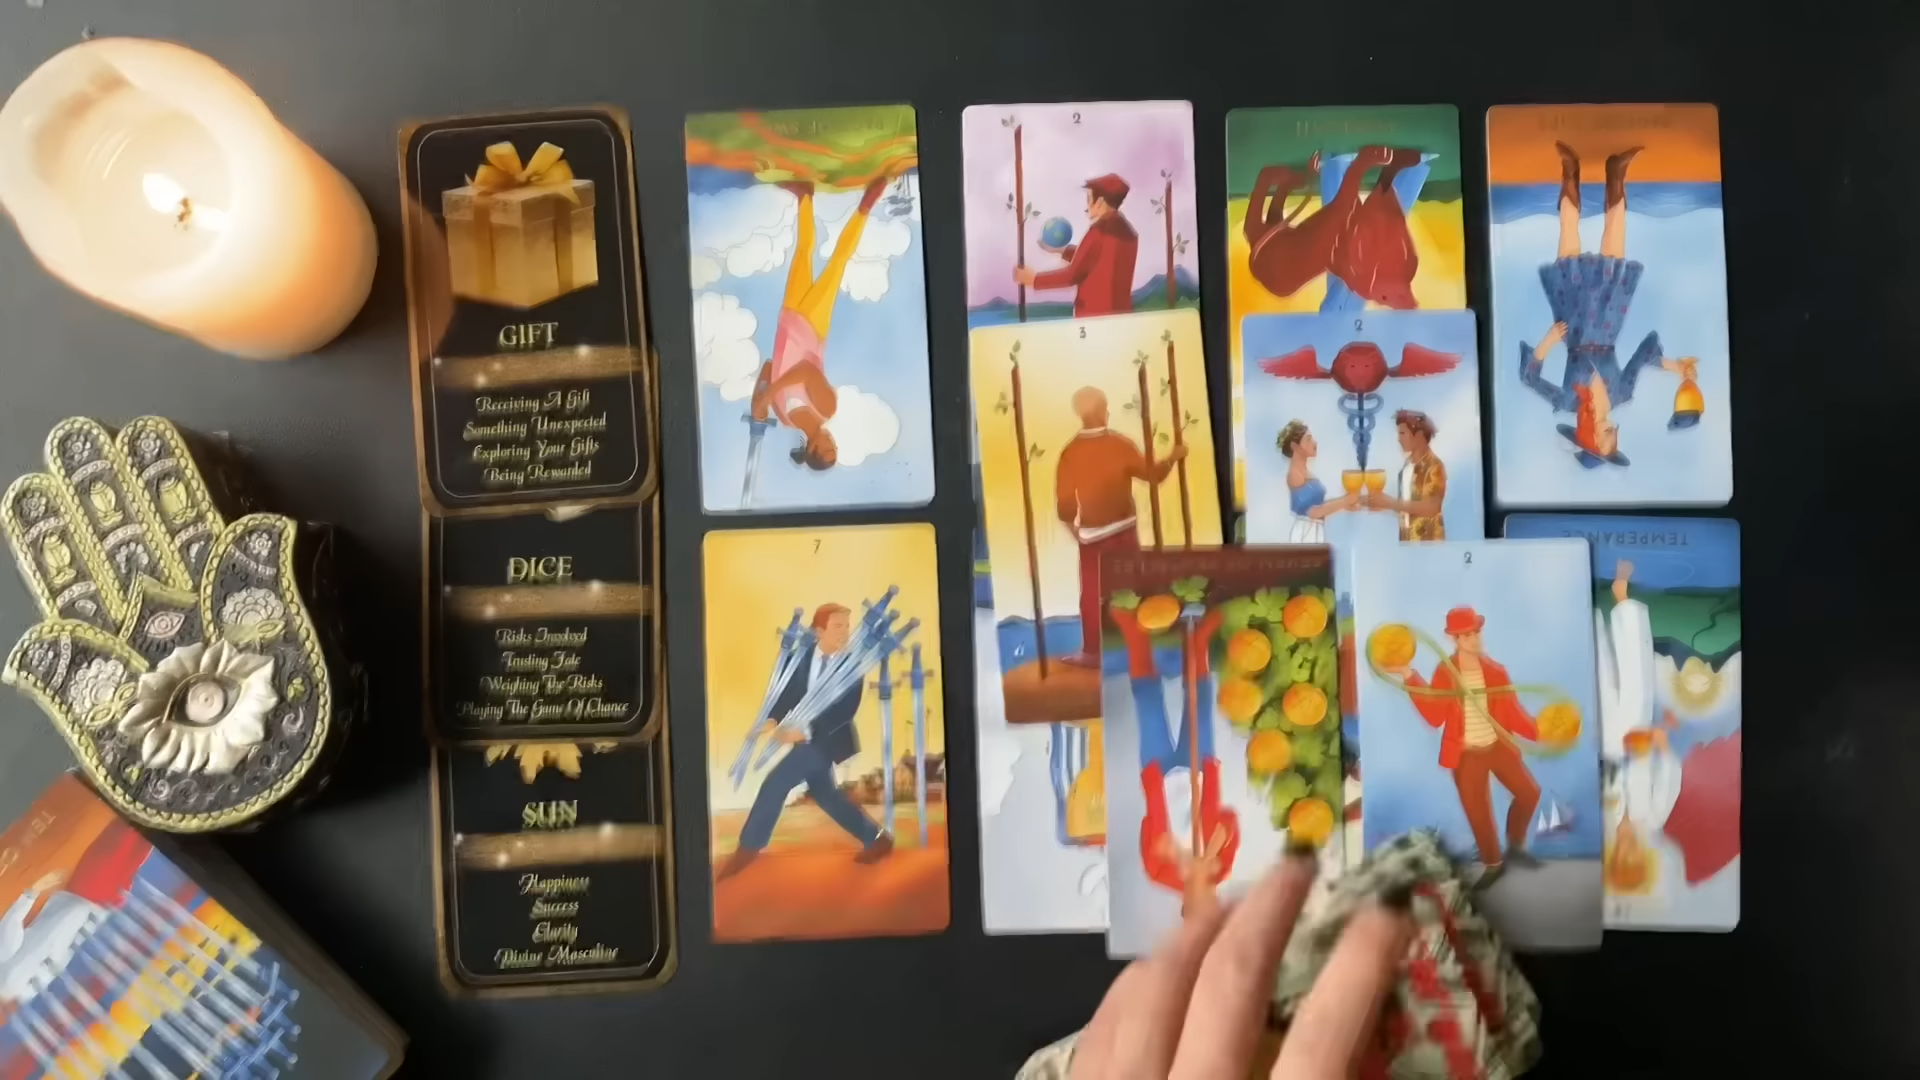 GIFT
Receiving A Gift
Something Unexpected
Exploring Your Gifts
Being Rewarded
DICE
Risks Involved
Trusting Fate
Weighing The Risks
Playing The Game Of Chance
SUN
Happiness
Success
Clarity
Divine Masculine
7
2
3
2
2
TEMPERANCE